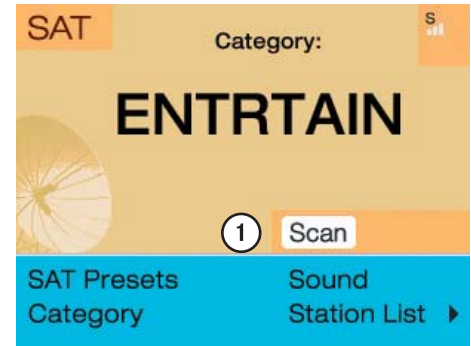 SAT
S
Category:
ENTRTAIN
1 Scan
SAT Presets Sound
Category Station List